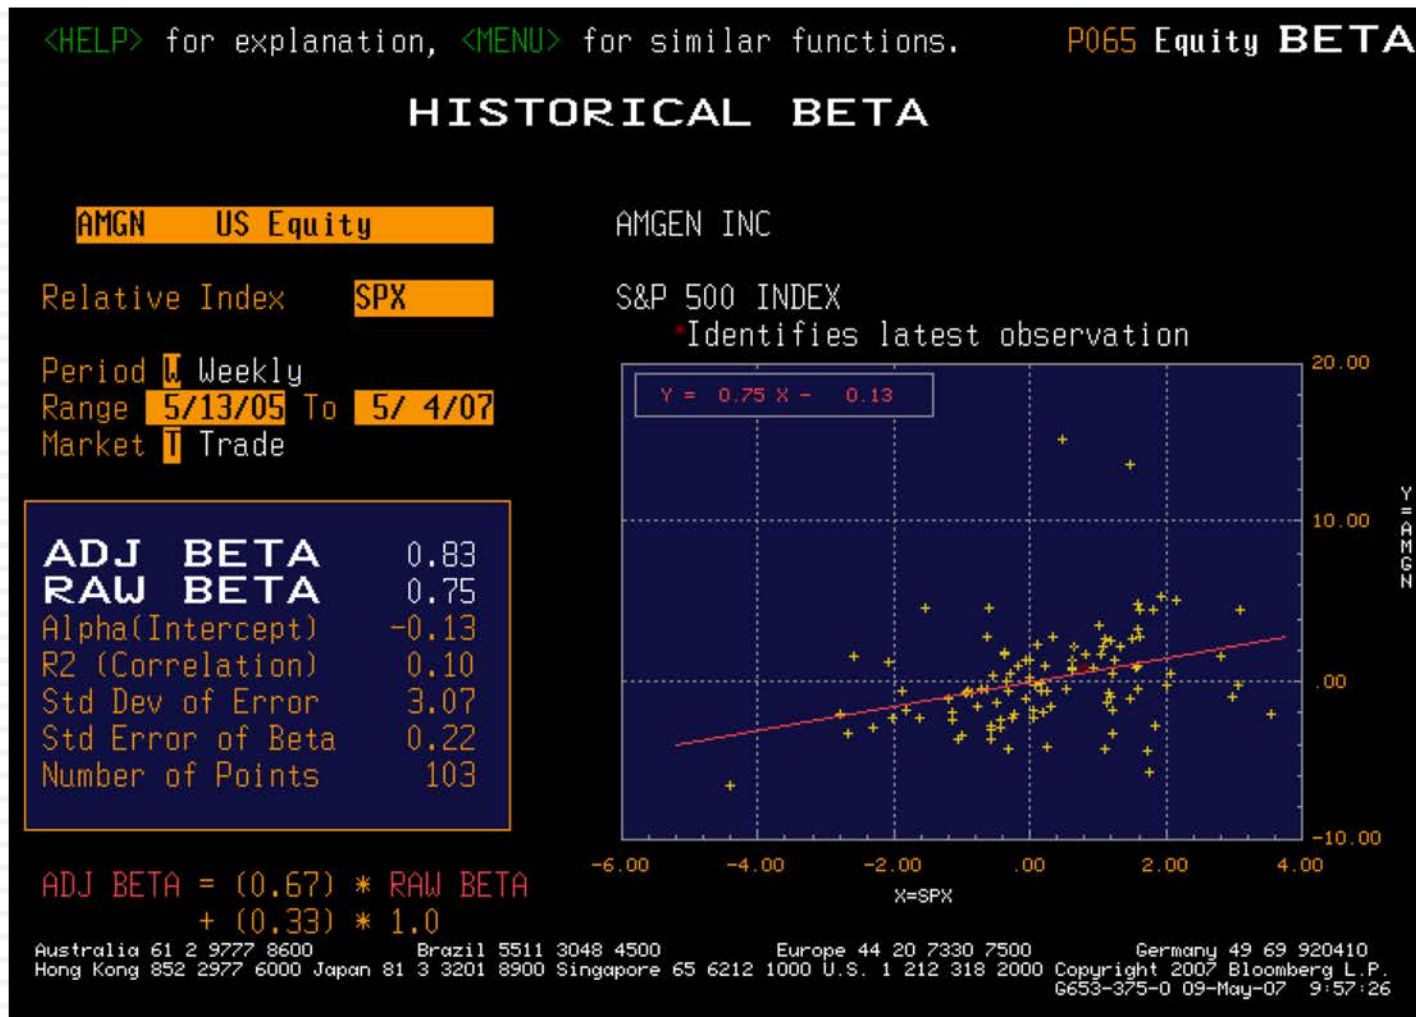 <HELP> for explanation, <MENU> for similar functions. P065 Equity BETA
HISTORICAL BETA
AMGN US Equity AMGEN INC
Relative Index SPX S&P 500 INDEX
*Identifies latest observation
Period W Weekly
Range 5/13/05 To 5/ 4/07
Market T Trade
Y = 0.75 X - 0.13
ADJ BETA 0.83
RAW BETA 0.75
Alpha(Intercept) -0.13
R2 (Correlation) 0.10
Std Dev of Error 3.07
Std Error of Beta 0.22
Number of Points 103
20.00
10.00
.00
-10.00
Y=AMGN
-6.00 -4.00 -2.00 .00 2.00 4.00
X=SPX
ADJ BETA = (0.67) * RAW BETA
+ (0.33) * 1.0
Australia 61 2 9777 8600 Brazil 5511 3048 4500 Europe 44 20 7330 7500 Germany 49 69 920410
Hong Kong 852 2977 6000 Japan 81 3 3201 8900 Singapore 65 6212 1000 U.S. 1 212 318 2000 Copyright 2007 Bloomberg L.P.
G653-375-0 09-May-07 9:57:26